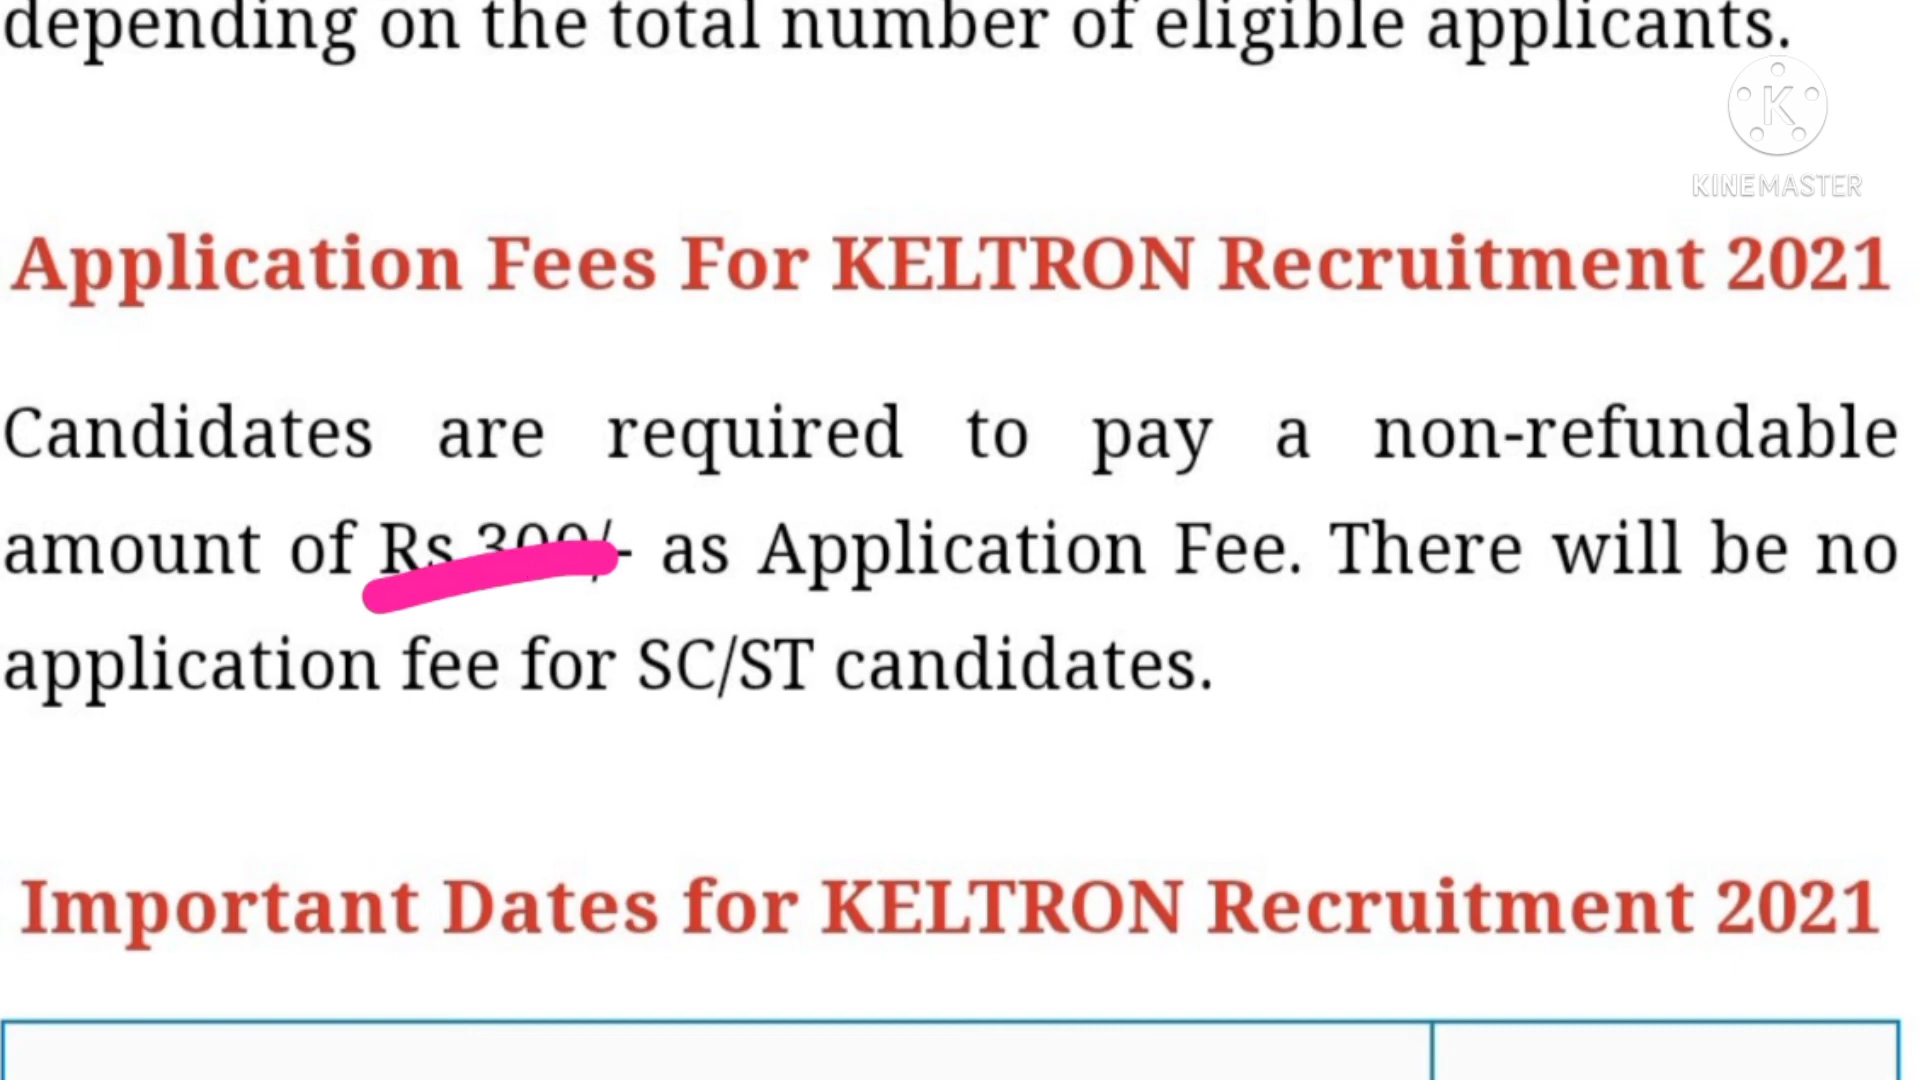 depending on the total number of eligible applicants.
K
KINEMASTER
Application Fees For KELTRON Recruitment 2021
Candidates are required to pay a non-refundable
amount of Rs.300/- as Application Fee. There will be no
application fee for SC/ST candidates.
Important Dates for KELTRON Recruitment 2021